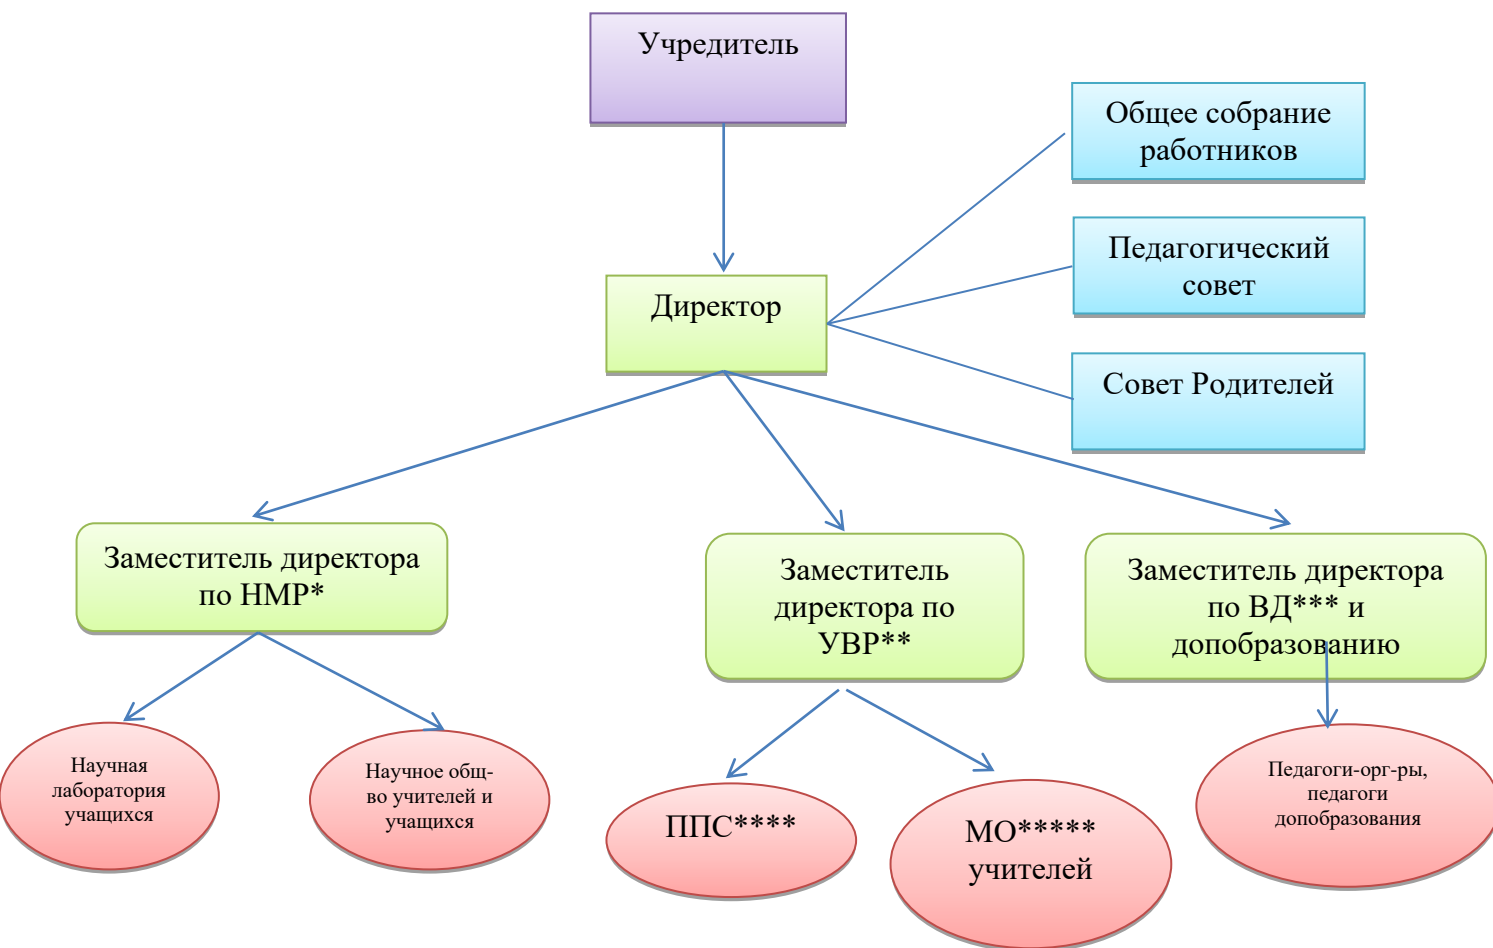 Учредитель
Общее собрание
работников
Педагогический
совет
Директор
Совет Родителей
Заместитель директора
по НМР*
Заместитель
директора по
УВР**
Заместитель директора
по ВД*** и
допобразованию
Научная
лаборатория
учащихся
Научное общ-
во учителей и
учащихся
ППС****
МО*****
учителей
Педагоги-орг-ры,
педагоги
допобразования